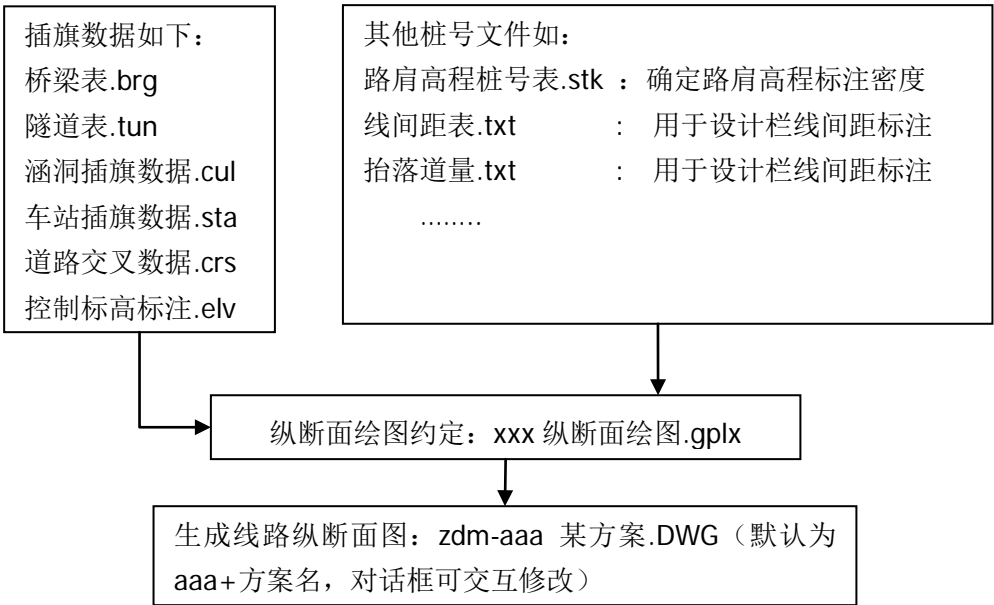 插旗数据如下：
桥梁表.brg
隧道表.tun
涵洞插旗数据.cul
车站插旗数据.sta
道路交叉数据.crs
控制标高标注.elv
其他桩号文件如：
路肩高程桩号表.stk ：确定路肩高程标注密度
线间距表.txt ： 用于设计栏线间距标注
抬落道量.txt ： 用于设计栏线间距标注
........
纵断面绘图约定：xxx 纵断面绘图.gplx
生成线路纵断面图：zdm-aaa 某方案.DWG（默认为
aaa+方案名，对话框可交互修改）